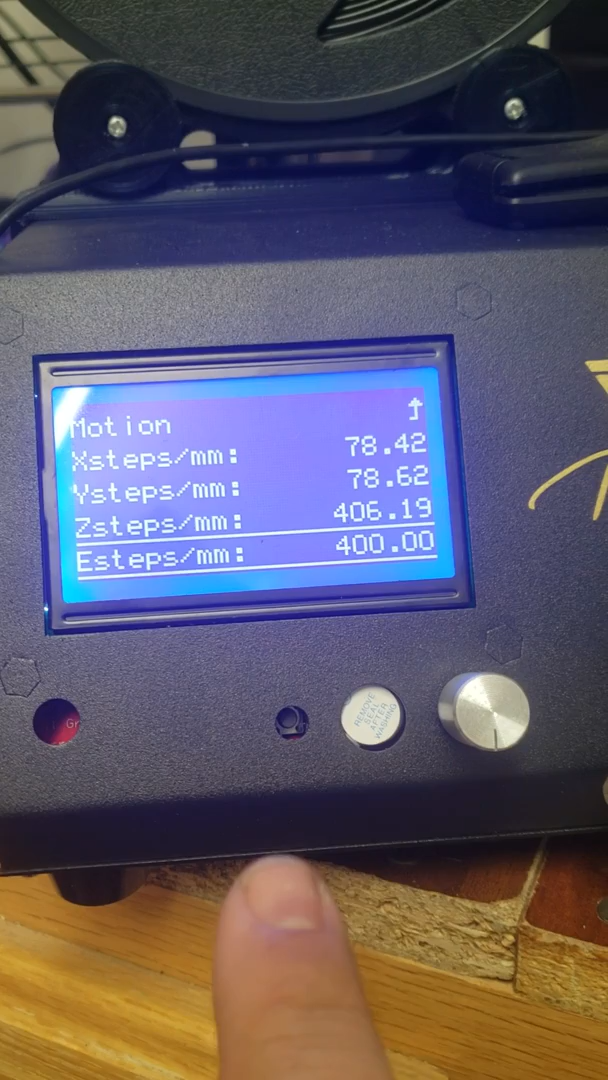 Motion
Xsteps/mm: 78.42
Ysteps/mm: 78.62
Zsteps/mm: 406.19
Esteps/mm: 400.00
Gr
REMOVE
SEAL
AFTER
WASHING